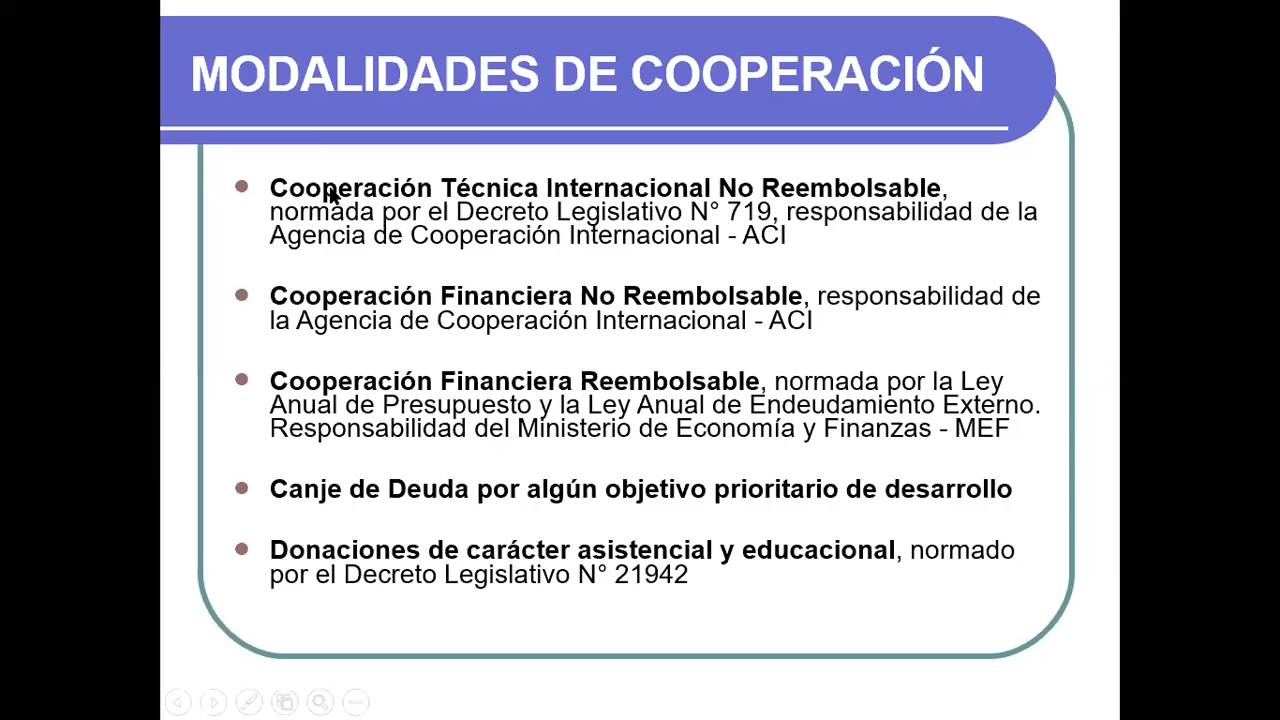 MODALIDADES DE COOPERACIÓN
Cooperación Técnica Internacional No Reembolsable,
normada por el Decreto Legislativo N° 719, responsabilidad de la
Agencia de Cooperación Internacional - ACI
Cooperación Financiera No Reembolsable, responsabilidad de
la Agencia de Cooperación Internacional - ACI
Cooperación Financiera Reembolsable, normada por la Ley
Anual de Presupuesto y la Ley Anual de Endeudamiento Externo.
Responsabilidad del Ministerio de Economía y Finanzas - MEF
Canje de Deuda por algún objetivo prioritario de desarrollo
Donaciones de carácter asistencial y educacional, normado
por el Decreto Legislativo N° 21942